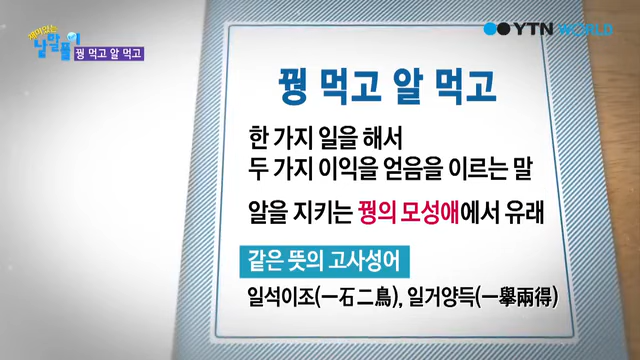 재미있는
낱말풀이
꿩 먹고 알 먹고
YTN WORLD
꿩 먹고 알 먹고
한 가지 일을 해서
두 가지 이익을 얻음을 이르는 말
알을 지키는 꿩의 모성애에서 유래
같은 뜻의 고사성어
일석이조(一石二鳥), 일거양득(一擧兩得)